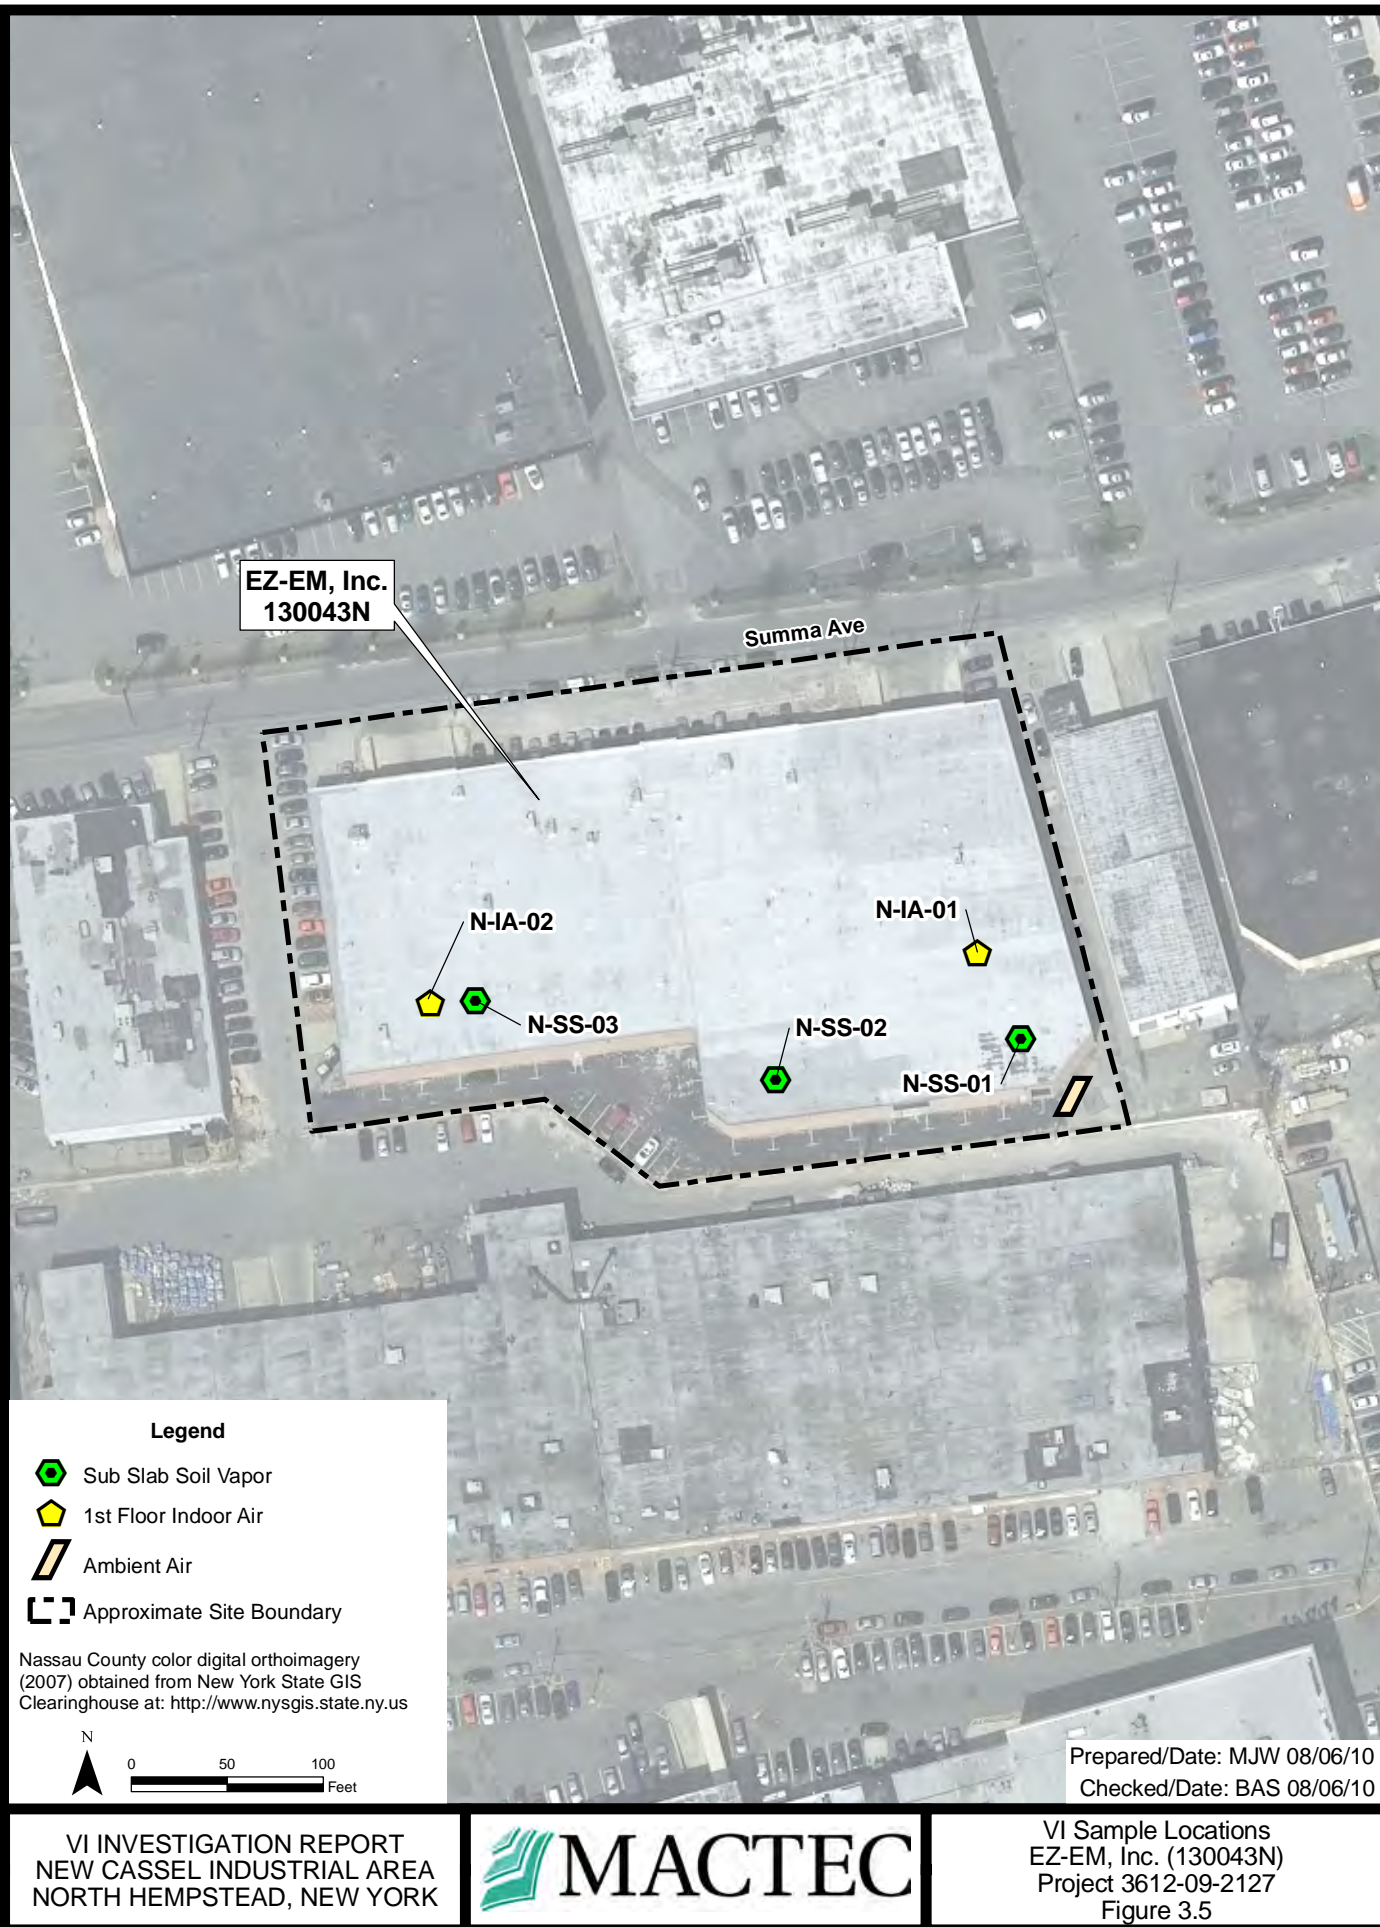 EZ-EM, Inc.
130043N
Summa Ave
N-IA-02
N-IA-01
N-SS-03
N-SS-02
N-SS-01
Legend
Sub Slab Soil Vapor
1st Floor Indoor Air
Ambient Air
Approximate Site Boundary
Nassau County color digital orthoimagery
(2007) obtained from New York State GIS
Clearinghouse at: http://www.nysgis.state.ny.us
N
0 50 100
Feet
Prepared/Date: MJW 08/06/10
Checked/Date: BAS 08/06/10
VI INVESTIGATION REPORT
NEW CASSEL INDUSTRIAL AREA
NORTH HEMPSTEAD, NEW YORK
MACTEC
VI Sample Locations
EZ-EM, Inc. (130043N)
Project 3612-09-2127
Figure 3.5